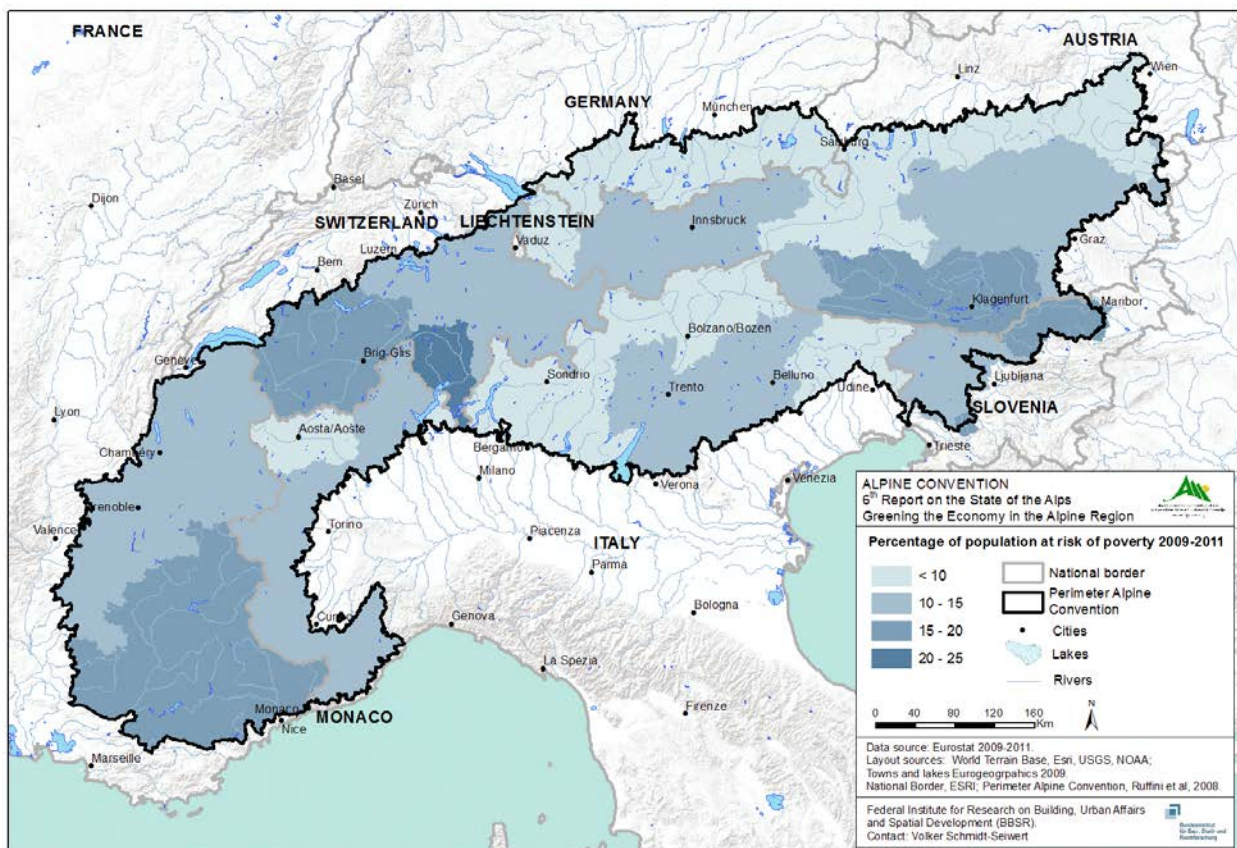 FRANCE
AUSTRIA
Linz
Wien
GERMANY
München
Salzburg
Basel
Dijon
Zürich
SWITZERLAND
LIECHTENSTEIN
Innsbruck
Luzern
Vaduz
Bern
Graz
Klagenfurt
Maribor
Bolzano/Bozen
Brig-Glis
Genève
Sondrio
Belluno
Trento
Udine
Ljubljana
SLOVENIA
Lyon
Aosta/Aoste
Trieste
Chambéry
Bergamo
Milano
Verona
Venezia
Grenoble
Valence
Torino
Piacenza
ITALY
Parma
Bologna
Cuneo
Genova
La Spezia
Firenze
Monaco
MONACO
Nice
Marseille
ALPINE CONVENTION
6th Report on the State of the Alps
Greening the Economy in the Alpine Region
Percentage of population at risk of poverty 2009-2011
< 10
10 - 15
15 - 20
20 - 25
National border
Perimeter Alpine
Convention
Cities
Lakes
Rivers
0 40 80 120 160
Km
N
Data source: Eurostat 2009-2011.
Layout sources: World Terrain Base, Esri, USGS, NOAA;
Towns and lakes Eurogeogrpahics 2009.
National Border, ESRI; Perimeter Alpine Convention, Ruffini et al, 2008.
Federal Institute for Research on Building, Urban Affairs
and Spatial Development (BBSR).
Contact: Volker Schmidt-Seiwert